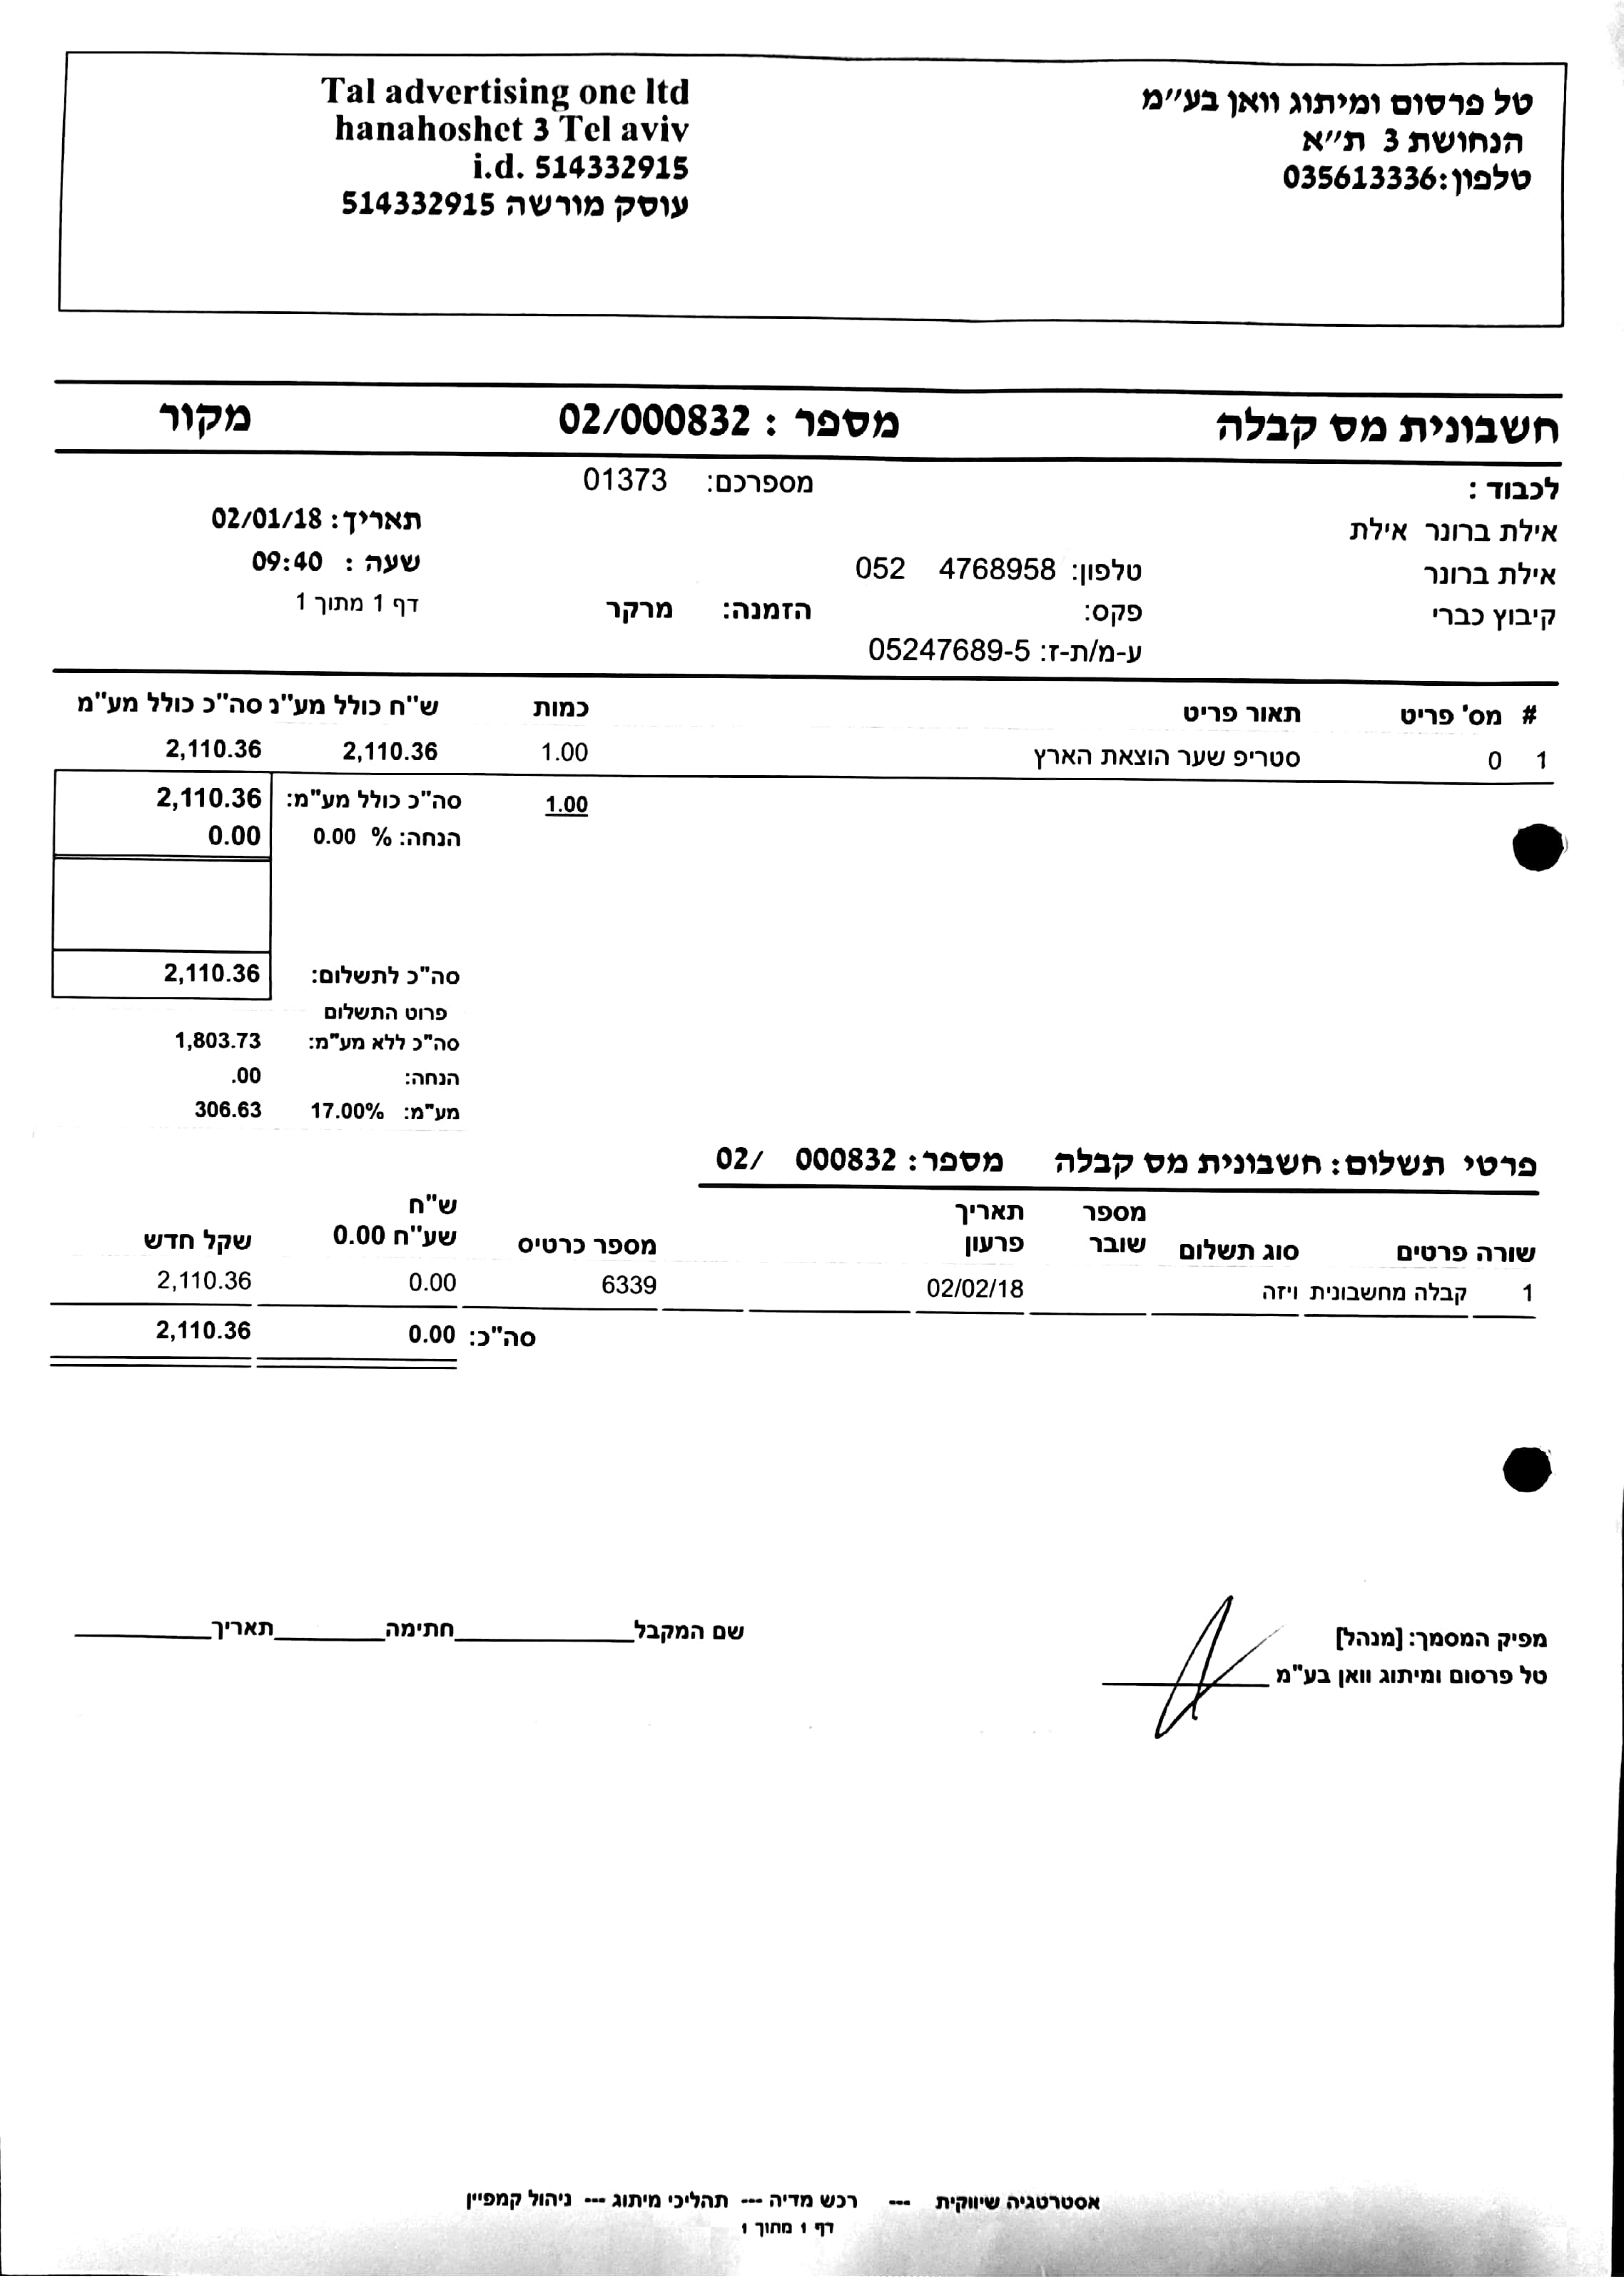 טל פרסום ומיתוג וואן בע"מ
הנחושת 3 ת"א
טלפון:035613336
Tal advertising one ltd
hanahoshet 3 Tel aviv
i.d. 514332915
עוסק מורשה 514332915
חשבונית מס קבלה מספר : 02/000832 מקור
לכבוד : מספרכם: 01373
אילת ברונר אילת תאריך: 02/01/18
אילת ברונר טלפון: 052 4768958 שעה : 09:40
קיבוץ כברי פקס: הזמנה: מרקר דף 1 מתוך 1
ע-מ/ת-ז: 05247689-5
# מס' פריט תאור פריט כמות ש"ח כולל מע"נ סה"כ כולל מע"מ
1 0 סטריפ שער הוצאת הארץ 1.00 2,110.36 2,110.36
1.00 סה"כ כולל מע"מ: 2,110.36
הנחה: % 0.00 0.00
סה"כ לתשלום: 2,110.36
פרוט התשלום
סה"כ ללא מע"מ: 1,803.73
הנחה: .00
מע"מ: 17.00% 306.63
פרטי תשלום: חשבונית מס קבלה מספר: 000832 /02
שורה פרטים סוג תשלום מספר שובר תאריך פרעון מספר כרטיס ש"ח שע"ח 0.00 שקל חדש
1 קבלה מחשבונית ויזה 02/02/18 6339 0.00 2,110.36
סה"כ: 0.00 2,110.36
מפיק המסמך: [מנהל] שם המקבל חתימה תאריך
טל פרסום ומיתוג וואן בע"מ
אסטרטגיה שיווקית --- רכש מדיה --- תהליכי מיתוג --- ניהול קמפיין
דף 1 מתוך 1